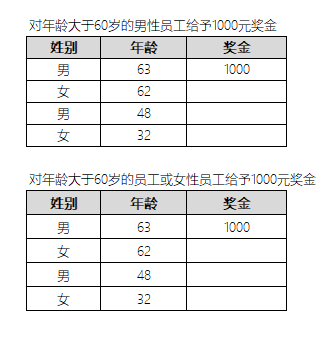 对年龄大于60岁的男性员工给予1000元奖金
姓别 年龄 奖金
男 63 1000
女 62
男 48
女 32
对年龄大于60岁的员工或女性员工给予1000元奖金
姓别 年龄 奖金
男 63 1000
女 62
男 48
女 32